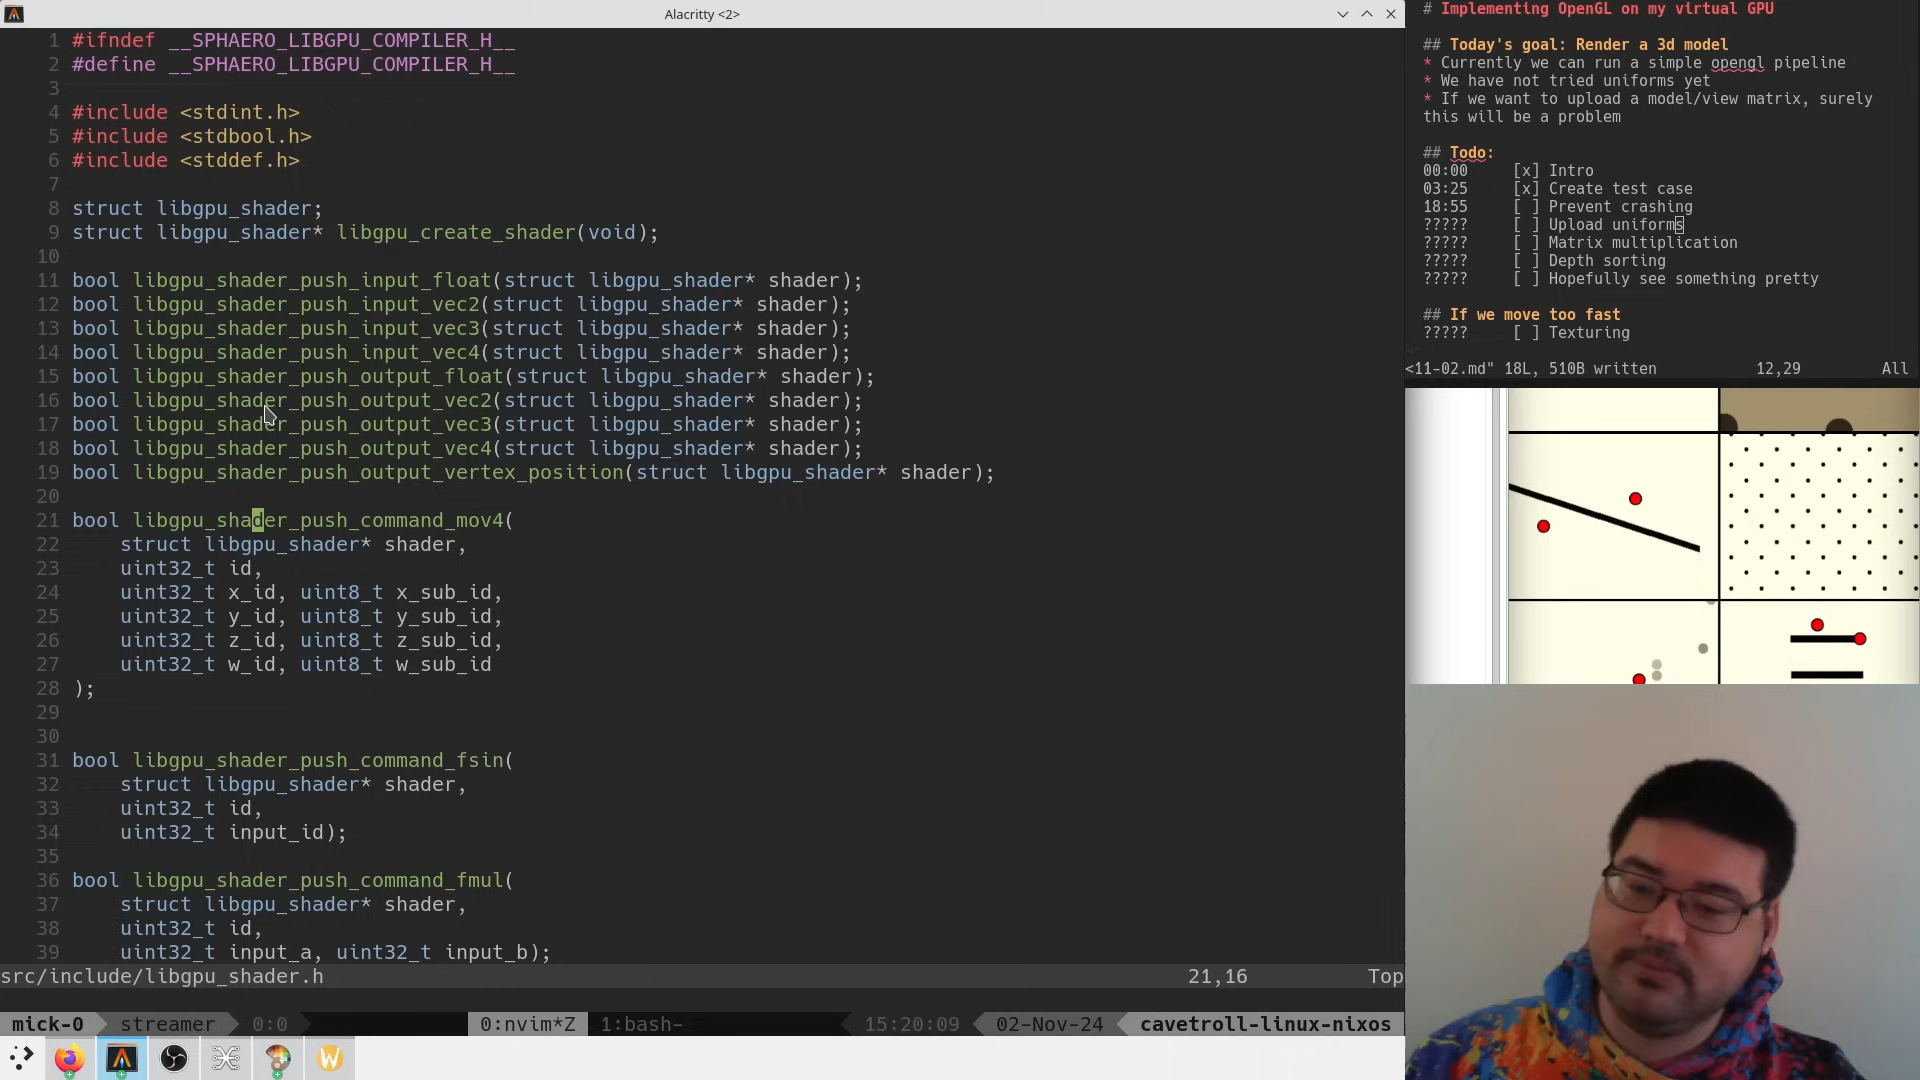 Alacritty <2>
1 #ifndef __SPHAERO_LIBGPU_COMPILER_H__
2 #define __SPHAERO_LIBGPU_COMPILER_H__
3
4 #include <stdint.h>
5 #include <stdbool.h>
6 #include <stddef.h>
7
8 struct libgpu_shader;
9 struct libgpu_shader* libgpu_create_shader(void);
10
11 bool libgpu_shader_push_input_float(struct libgpu_shader* shader);
12 bool libgpu_shader_push_input_vec2(struct libgpu_shader* shader);
13 bool libgpu_shader_push_input_vec3(struct libgpu_shader* shader);
14 bool libgpu_shader_push_input_vec4(struct libgpu_shader* shader);
15 bool libgpu_shader_push_output_float(struct libgpu_shader* shader);
16 bool libgpu_shader_push_output_vec2(struct libgpu_shader* shader);
17 bool libgpu_shader_push_output_vec3(struct libgpu_shader* shader);
18 bool libgpu_shader_push_output_vec4(struct libgpu_shader* shader);
19 bool libgpu_shader_push_output_vertex_position(struct libgpu_shader* shader);
20
21 bool libgpu_shader_push_command_mov4(
22     struct libgpu_shader* shader,
23     uint32_t id,
24     uint32_t x_id, uint8_t x_sub_id,
25     uint32_t y_id, uint8_t y_sub_id,
26     uint32_t z_id, uint8_t z_sub_id,
27     uint32_t w_id, uint8_t w_sub_id
28 );
29
30
31 bool libgpu_shader_push_command_fsin(
32     struct libgpu_shader* shader,
33     uint32_t id,
34     uint32_t input_id);
35
36 bool libgpu_shader_push_command_fmul(
37     struct libgpu_shader* shader,
38     uint32_t id,
39     uint32_t input_a, uint32_t input_b);
src/include/libgpu_shader.h 21,16 Top
mick-0 streamer 0:0 0:nvim*Z 1:bash- 15:20:09 02-Nov-24 cavetroll-linux-nixos
# Implementing OpenGL on my virtual GPU
## Today's goal: Render a 3d model
* Currently we can run a simple opengl pipeline
* We have not tried uniforms yet
* If we want to upload a model/view matrix, surely
this will be a problem
## Todo:
00:00 [x] Intro
03:25 [x] Create test case
18:55 [ ] Prevent crashing
????? [ ] Upload uniforms
????? [ ] Matrix multiplication
????? [ ] Depth sorting
????? [ ] Hopefully see something pretty
## If we move too fast
????? [ ] Texturing
<11-02.md" 18L, 510B written 12,29 All